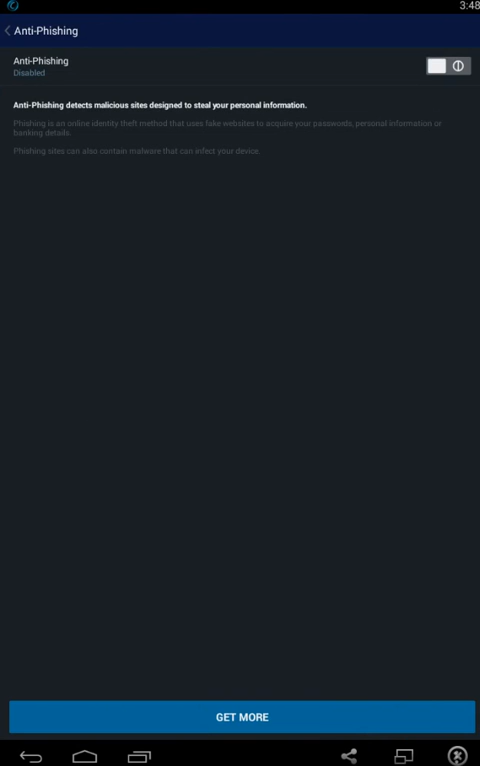 3:48
Anti-Phishing
Anti-Phishing
Disabled
Anti-Phishing detects malicious sites designed to steal your personal information.
Phishing is an online identity theft method that uses fake websites to acquire your passwords, personal information or
banking details.
Phishing sites can also contain malware that can infect your device.
GET MORE